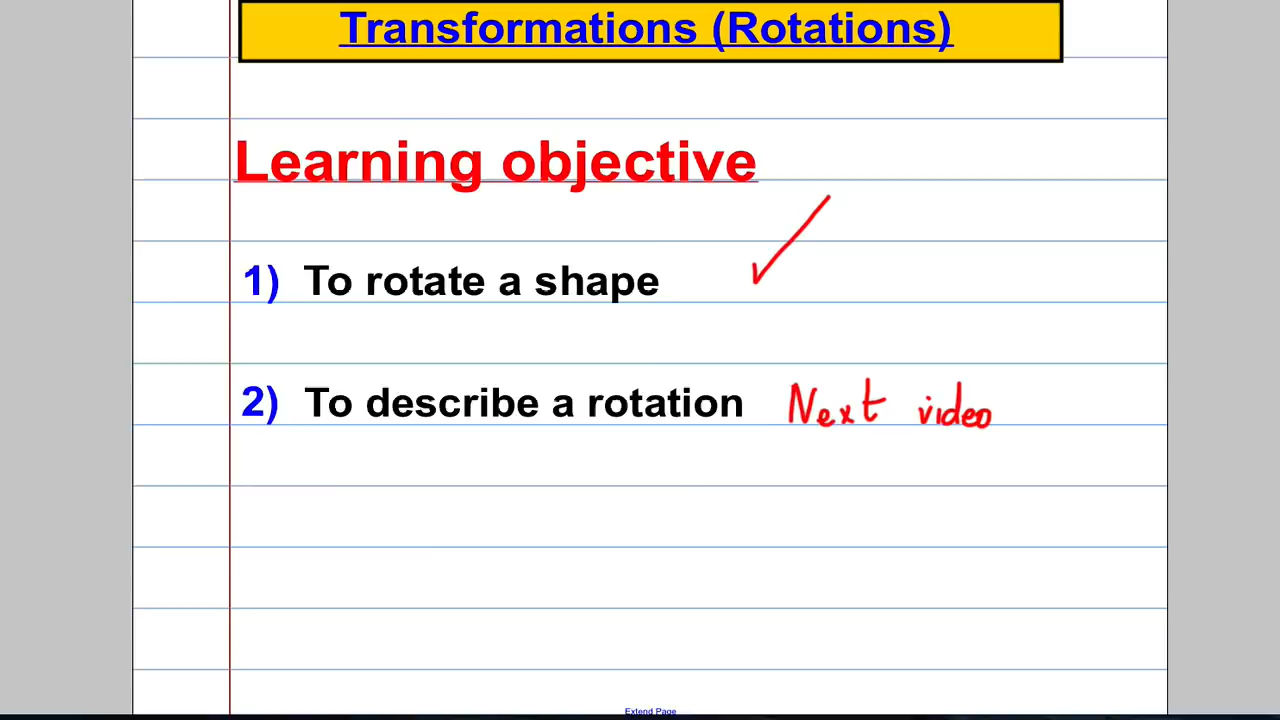 Transformations (Rotations)
Learning objective
1) To rotate a shape
2) To describe a rotation Next video
Extend Page